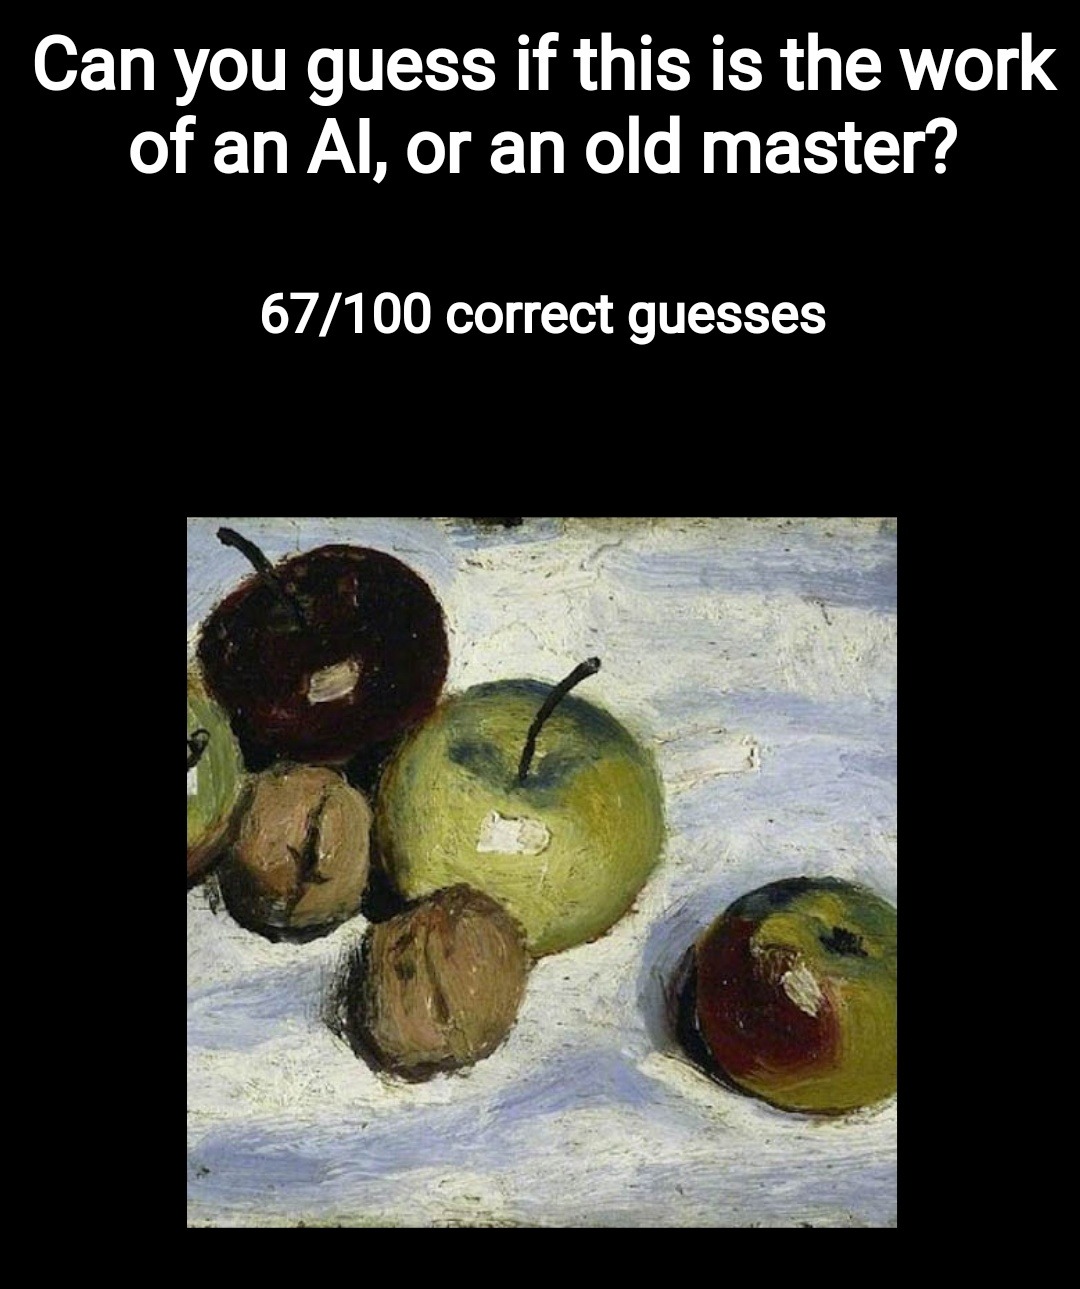 Can you guess if this is the work
of an AI, or an old master?
67/100 correct guesses